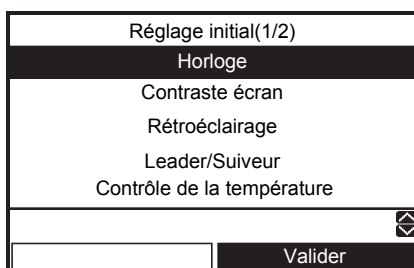 Réglage initial(1/2)
Horloge
Contraste écran
Rétroéclairage
Leader/Suiveur
Contrôle de la température
Valider